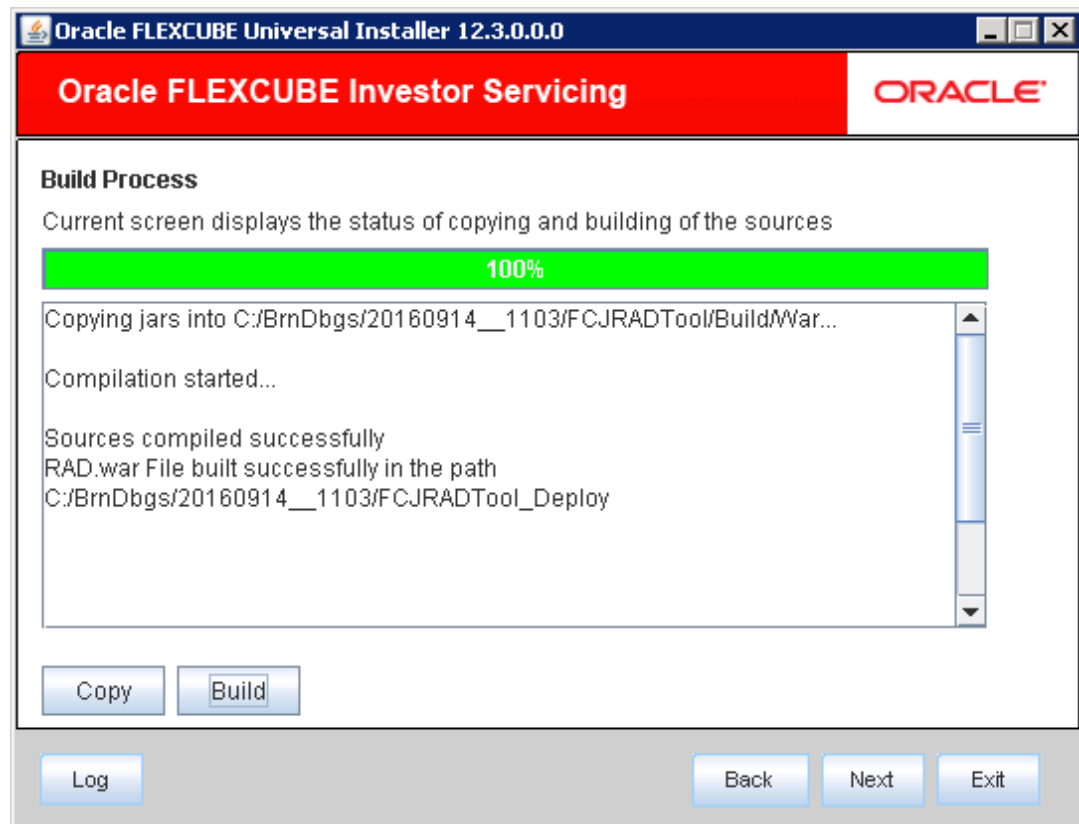 Oracle FLEXCUBE Universal Installer 12.3.0.0.0
Oracle FLEXCUBE Investor Servicing
ORACLE®
Build Process
Current screen displays the status of copying and building of the sources
100%
Copying jars into C:/BrnDbgs/20160914__1103/FCJRADTool/Build/War...
Compilation started...
Sources compiled successfully
RAD.war File built successfully in the path
C:/BrnDbgs/20160914__1103/FCJRADTool_Deploy
Copy Build
Log Back Next Exit